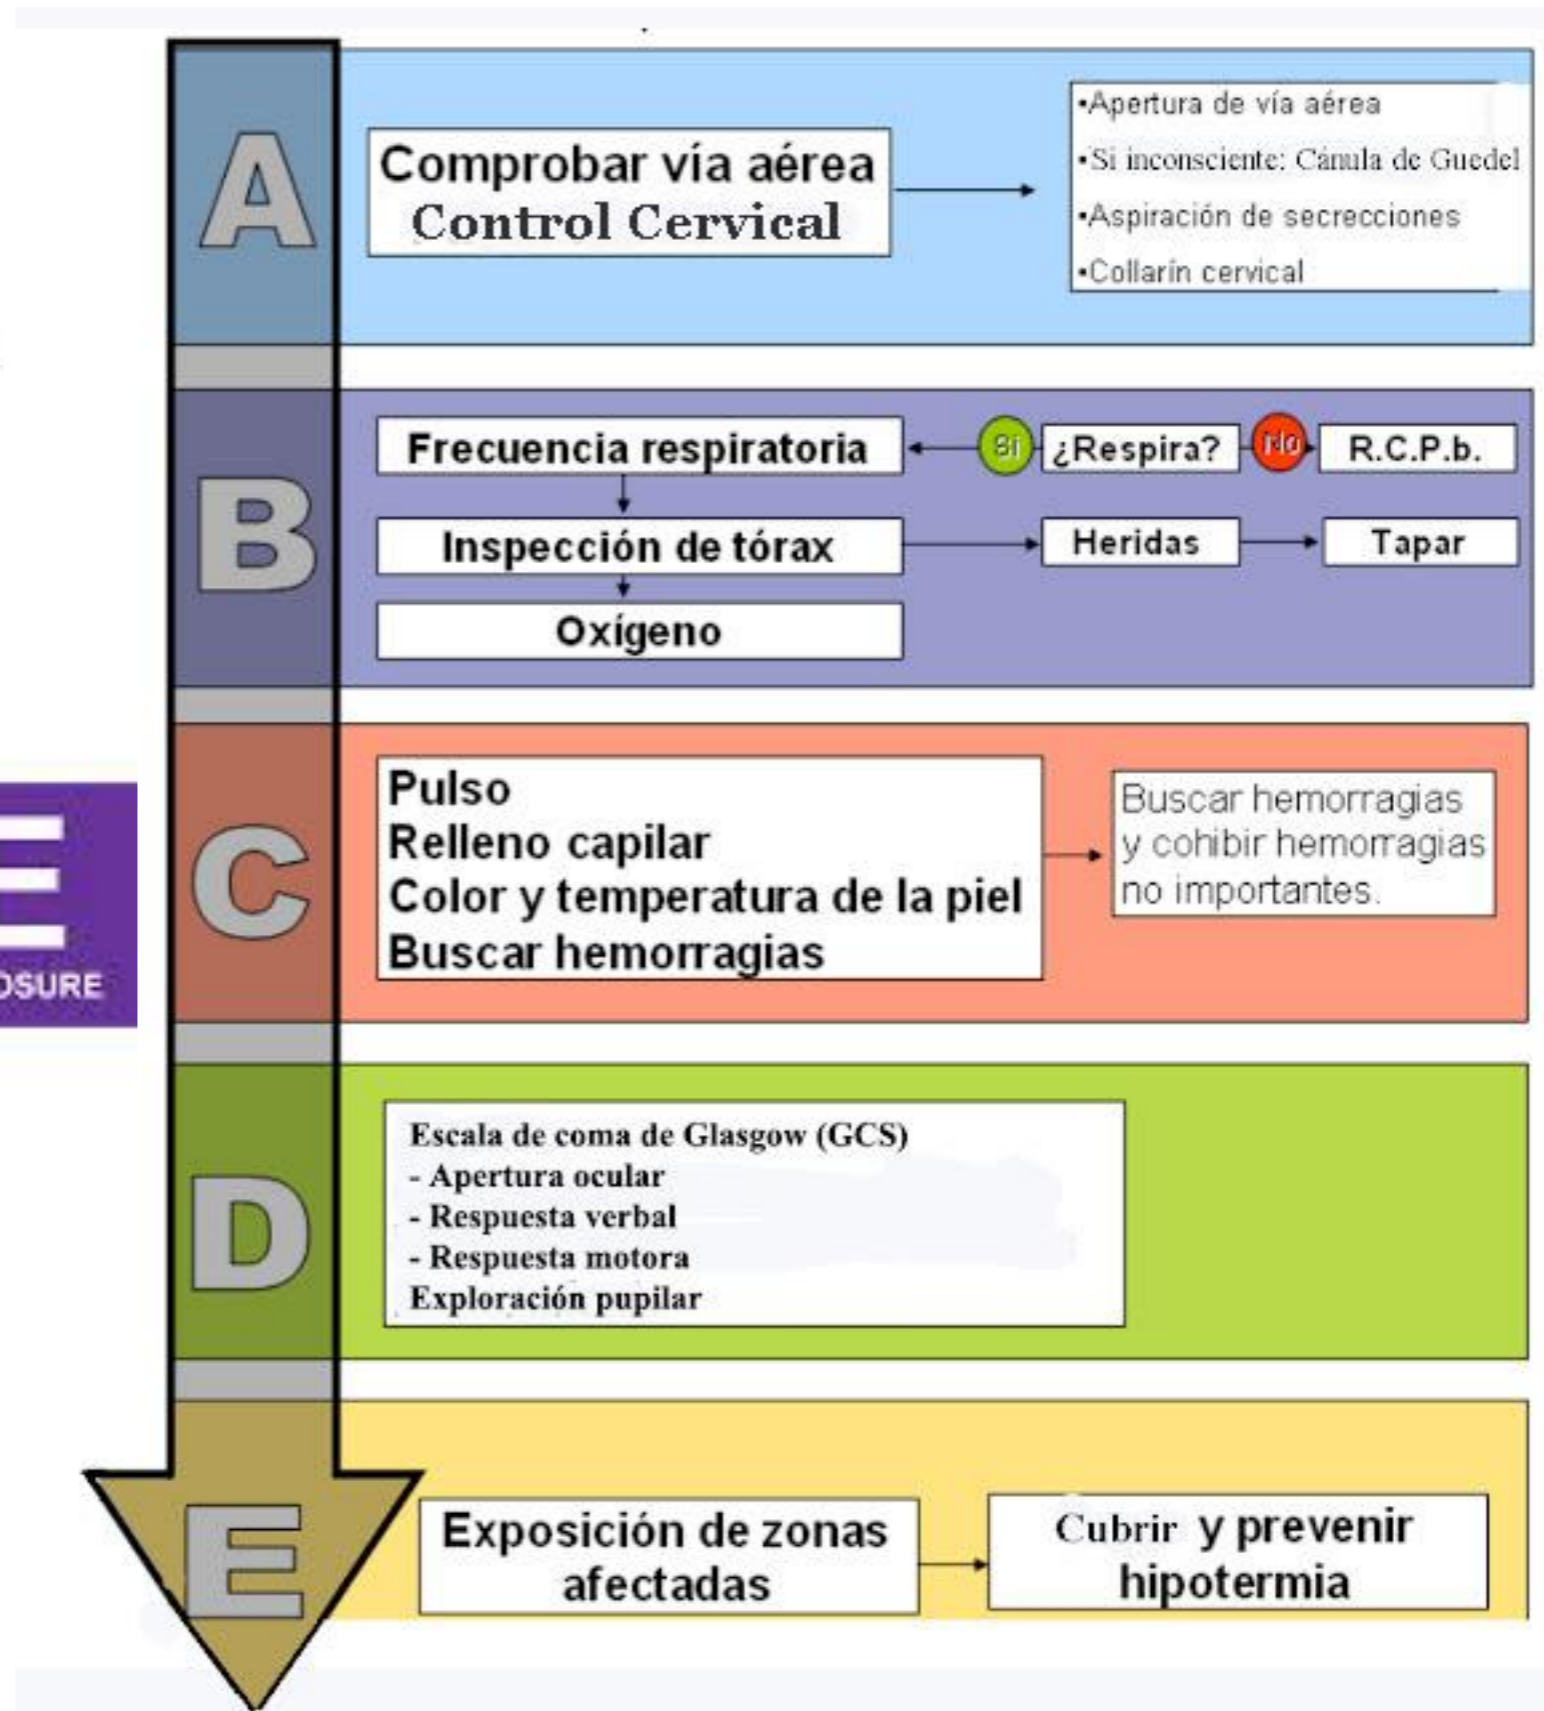 A
Comprobar vía aérea
Control Cervical
•Apertura de vía aérea
•Si inconsciente: Cánula de Guedel
•Aspiración de secrecciones
•Collarín cervical
B
Frecuencia respiratoria
Si
¿Respira?
No
R.C.P.b.
Inspección de tórax
Heridas
Tapar
Oxígeno
C
Pulso
Relleno capilar
Color y temperatura de la piel
Buscar hemorragias
Buscar hemorragias
y cohibir hemorragias
no importantes.
E
OSURE
D
Escala de coma de Glasgow (GCS)
- Apertura ocular
- Respuesta verbal
- Respuesta motora
Exploración pupilar
E
Exposición de zonas
afectadas
Cubrir y prevenir
hipotermia